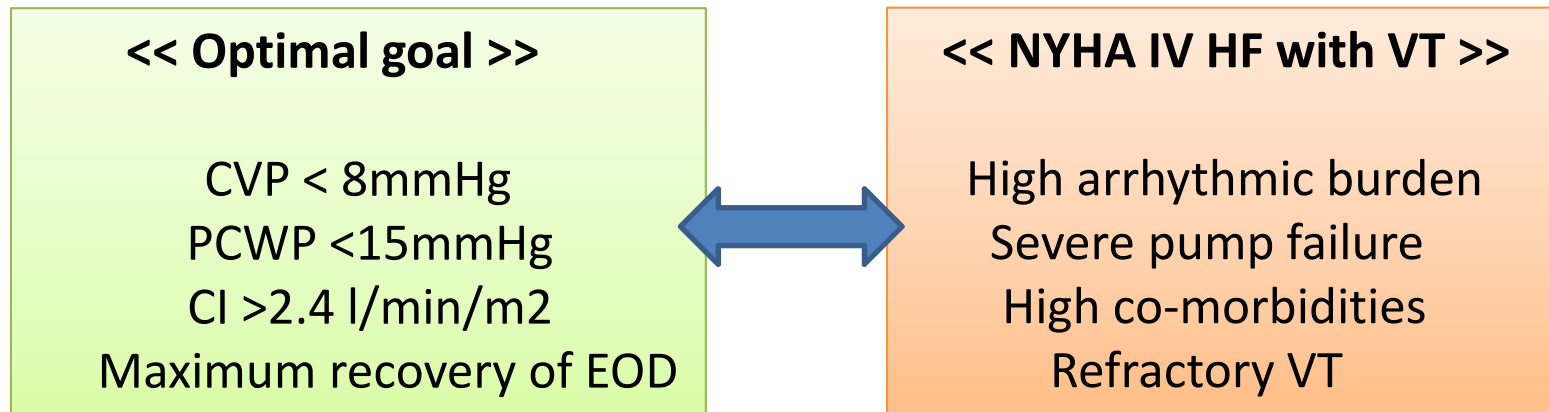 << Optimal goal >>
CVP < 8mmHg
PCWP <15mmHg
CI >2.4 l/min/m2
Maximum recovery of EOD
<< NYHA IV HF with VT >>
High arrhythmic burden
Severe pump failure
High co-morbidities
Refractory VT